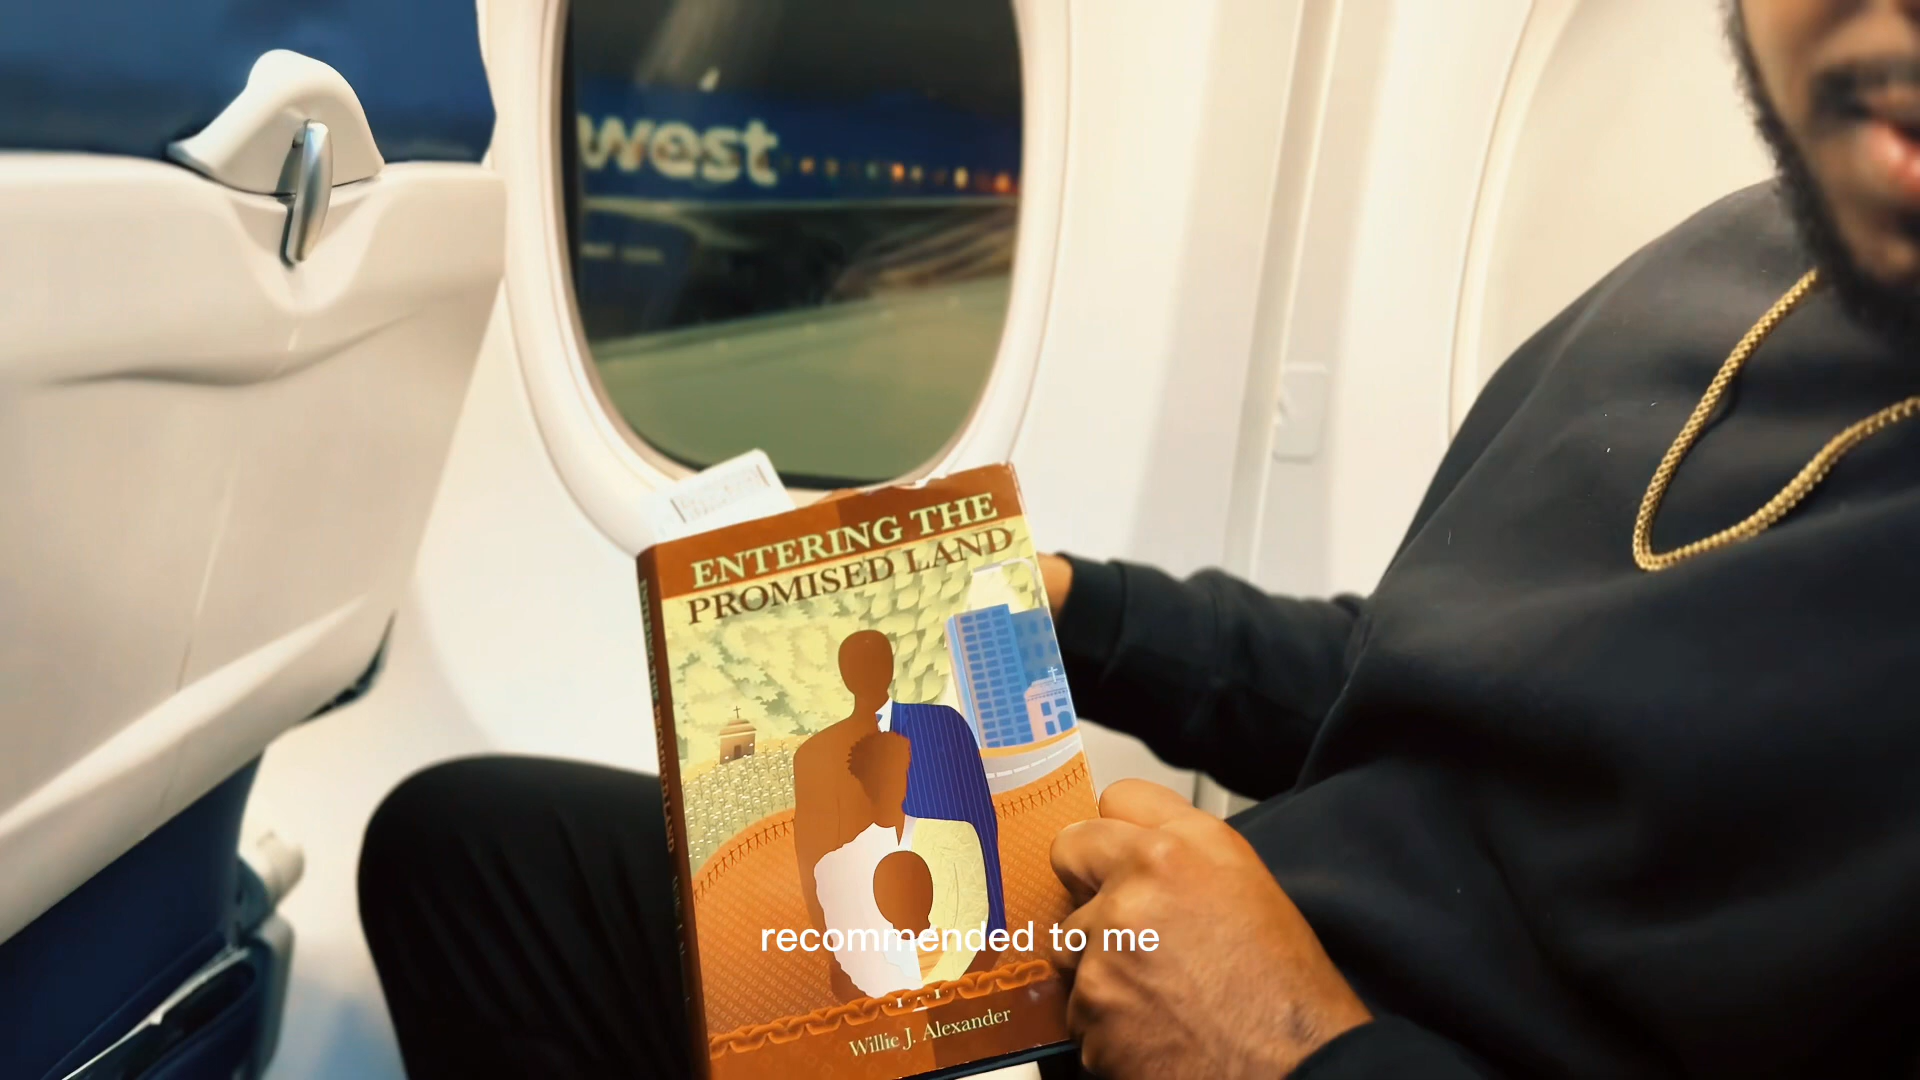 west
ENTERING THE
PROMISED LAND
recommended to me
Willie J. Alexander